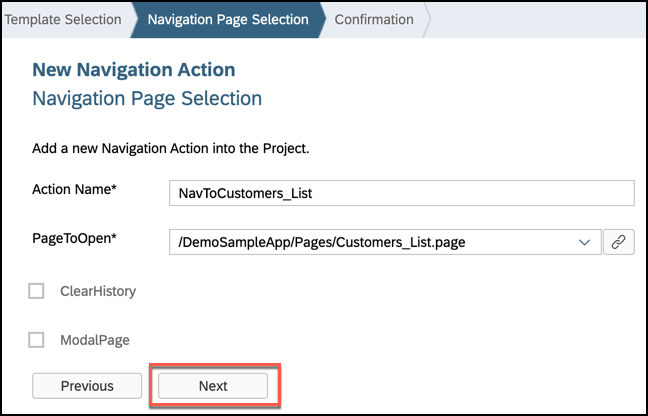 Template Selection Navigation Page Selection Confirmation
New Navigation Action
Navigation Page Selection
Add a new Navigation Action into the Project.
Action Name* NavToCustomers_List
PageToOpen* /DemoSampleApp/Pages/Customers_List.page
ClearHistory
ModalPage
Previous Next